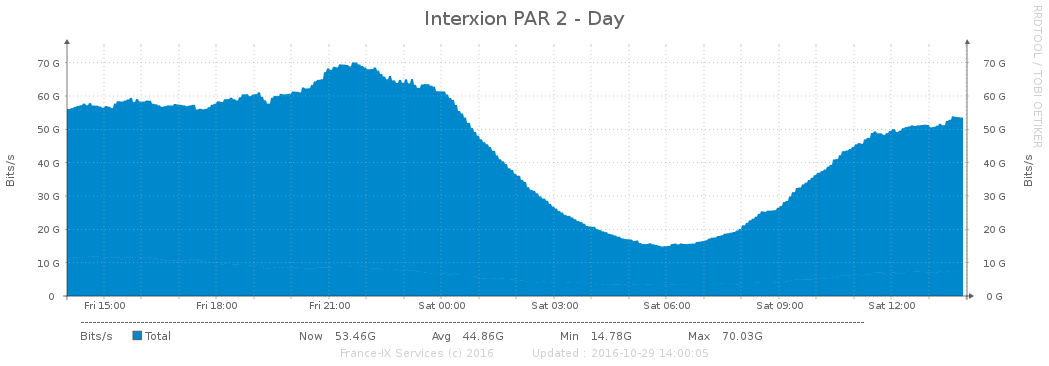 Interxion PAR 2 - Day
RRDTOOL / TOBI OETIKER
Bits/s
70 G 70 G
60 G 60 G
50 G 50 G
40 G 40 G
30 G 30 G
20 G 20 G
10 G 10 G
0 0 G
Bits/s
Fri 15:00 Fri 18:00 Fri 21:00 Sat 00:00 Sat 03:00 Sat 06:00 Sat 09:00 Sat 12:00
Bits/s Total Now 53.46G Avg 44.86G Min 14.78G Max 70.03G
France-IX Services (c) 2016 Updated : 2016-10-29 14:00:05